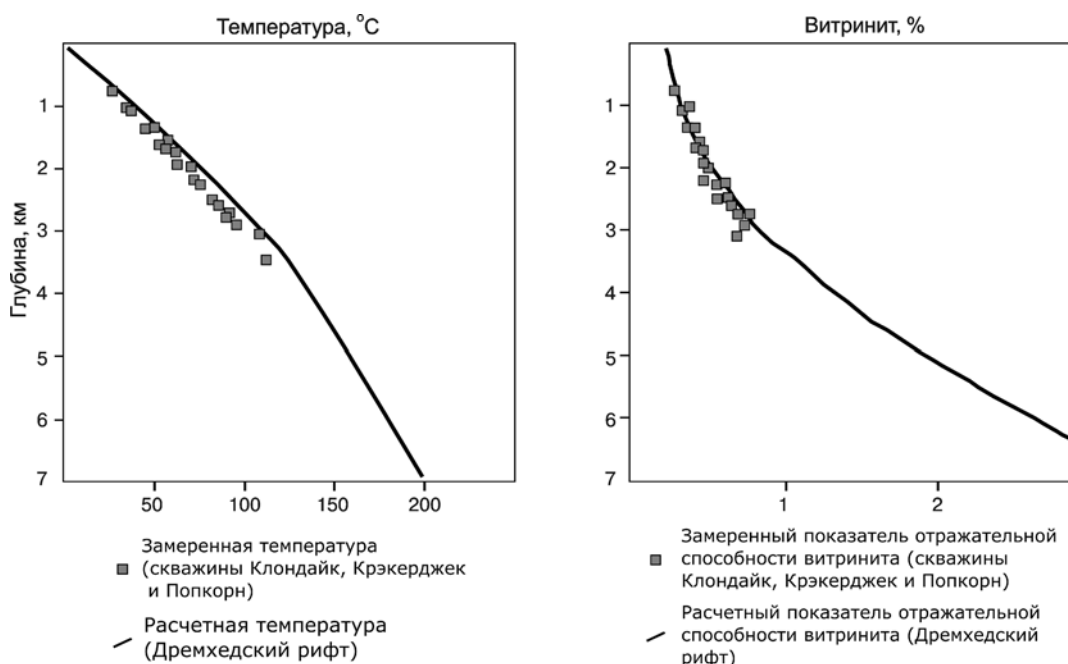 Температура, °C
Глубина, км
1
2
3
4
5
6
7
50
100
150
200
Замеренная температура
(скважины Клондайк, Крэкерджек
и Попкорн)
Расчетная температура
(Дремхедский рифт)
Витринит, %
1
2
3
4
5
6
7
1
2
Замеренный показатель отражательной
способности витринита (скважины
Клондайк, Крэкерджек и Попкорн)
Расчетный показатель отражательной
способности витринита (Дремхедский
рифт)